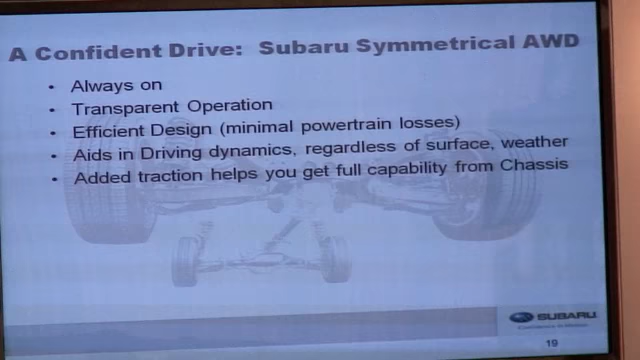 A Confident Drive: Subaru Symmetrical AWD
• Always on
• Transparent Operation
• Efficient Design (minimal powertrain losses)
• Aids in Driving dynamics, regardless of surface, weather
• Added traction helps you get full capability from Chassis
SUBARU
19